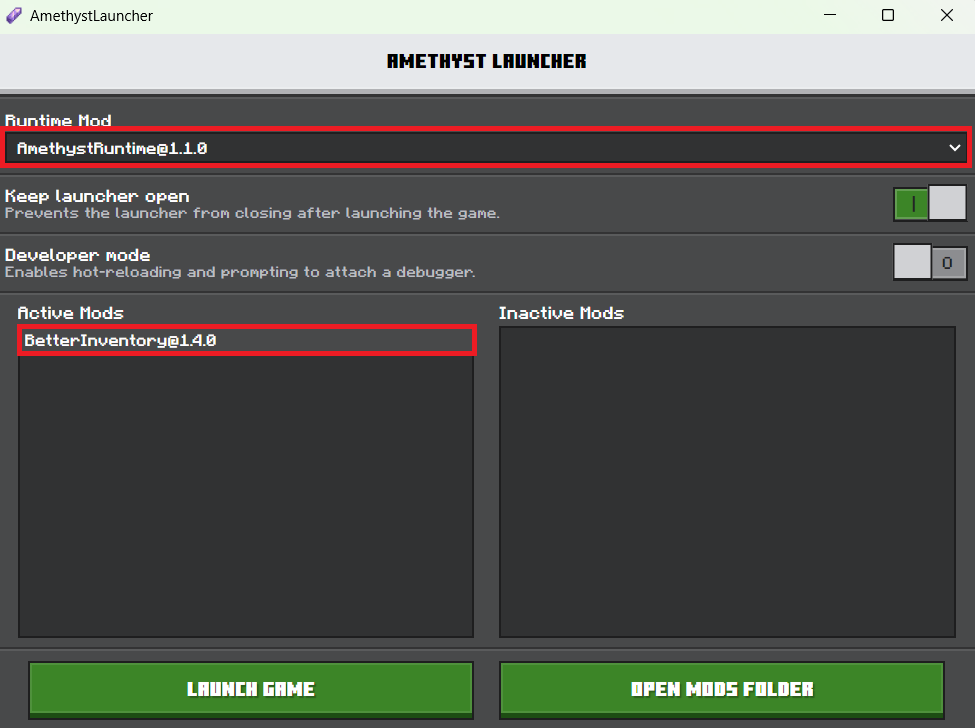 AmethystLauncher
AMETHYST LAUNCHER
Runtime Mod
AmethystRuntime@1.1.0
Keep launcher open
Prevents the launcher from closing after launching the game.
Developer mode
Enables hot-reloading and prompting to attach a debugger.
Active Mods
Inactive Mods
BetterInventory@1.4.0
LAUNCH GAME
OPEN MODS FOLDER